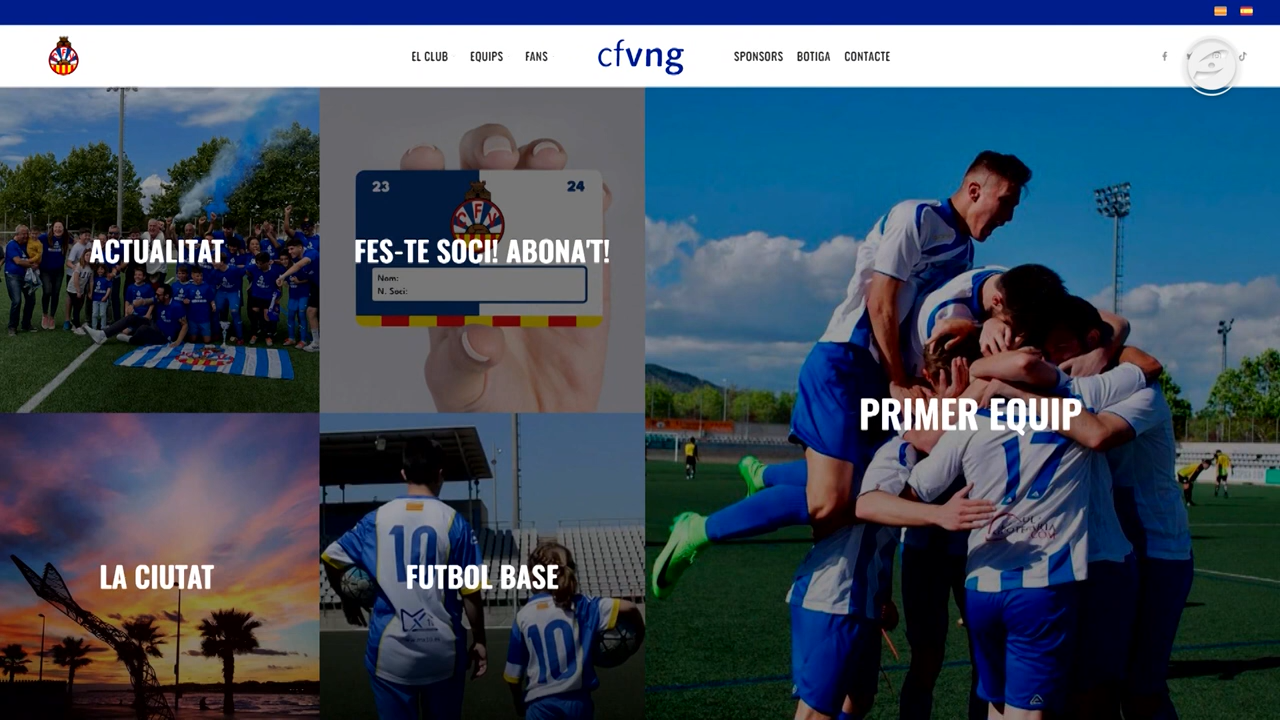 EL CLUB
EQUIPS
FANS
cfvng
SPONSORS
BOTIGA
CONTACTE
ACTUALITAT
23
24
CFV
FES-TE SOCI! ABONA'T!
Nom:
N. Soci:
PRIMER EQUIP
17
LA CIUTAT
10
FUTBOL BASE
10